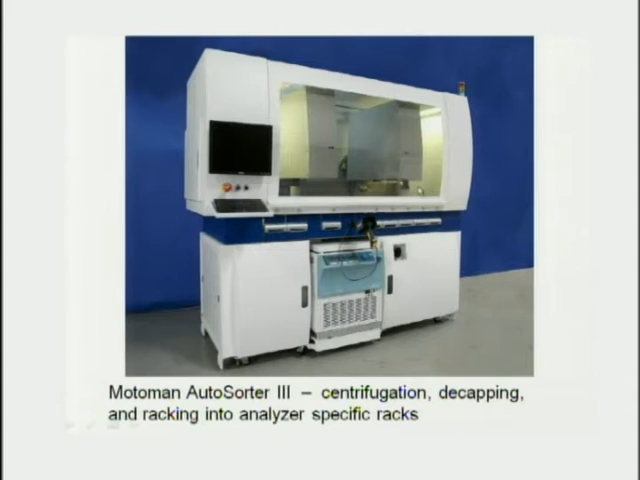 Motoman AutoSorter III – centrifugation, decapping,
and racking into analyzer specific racks